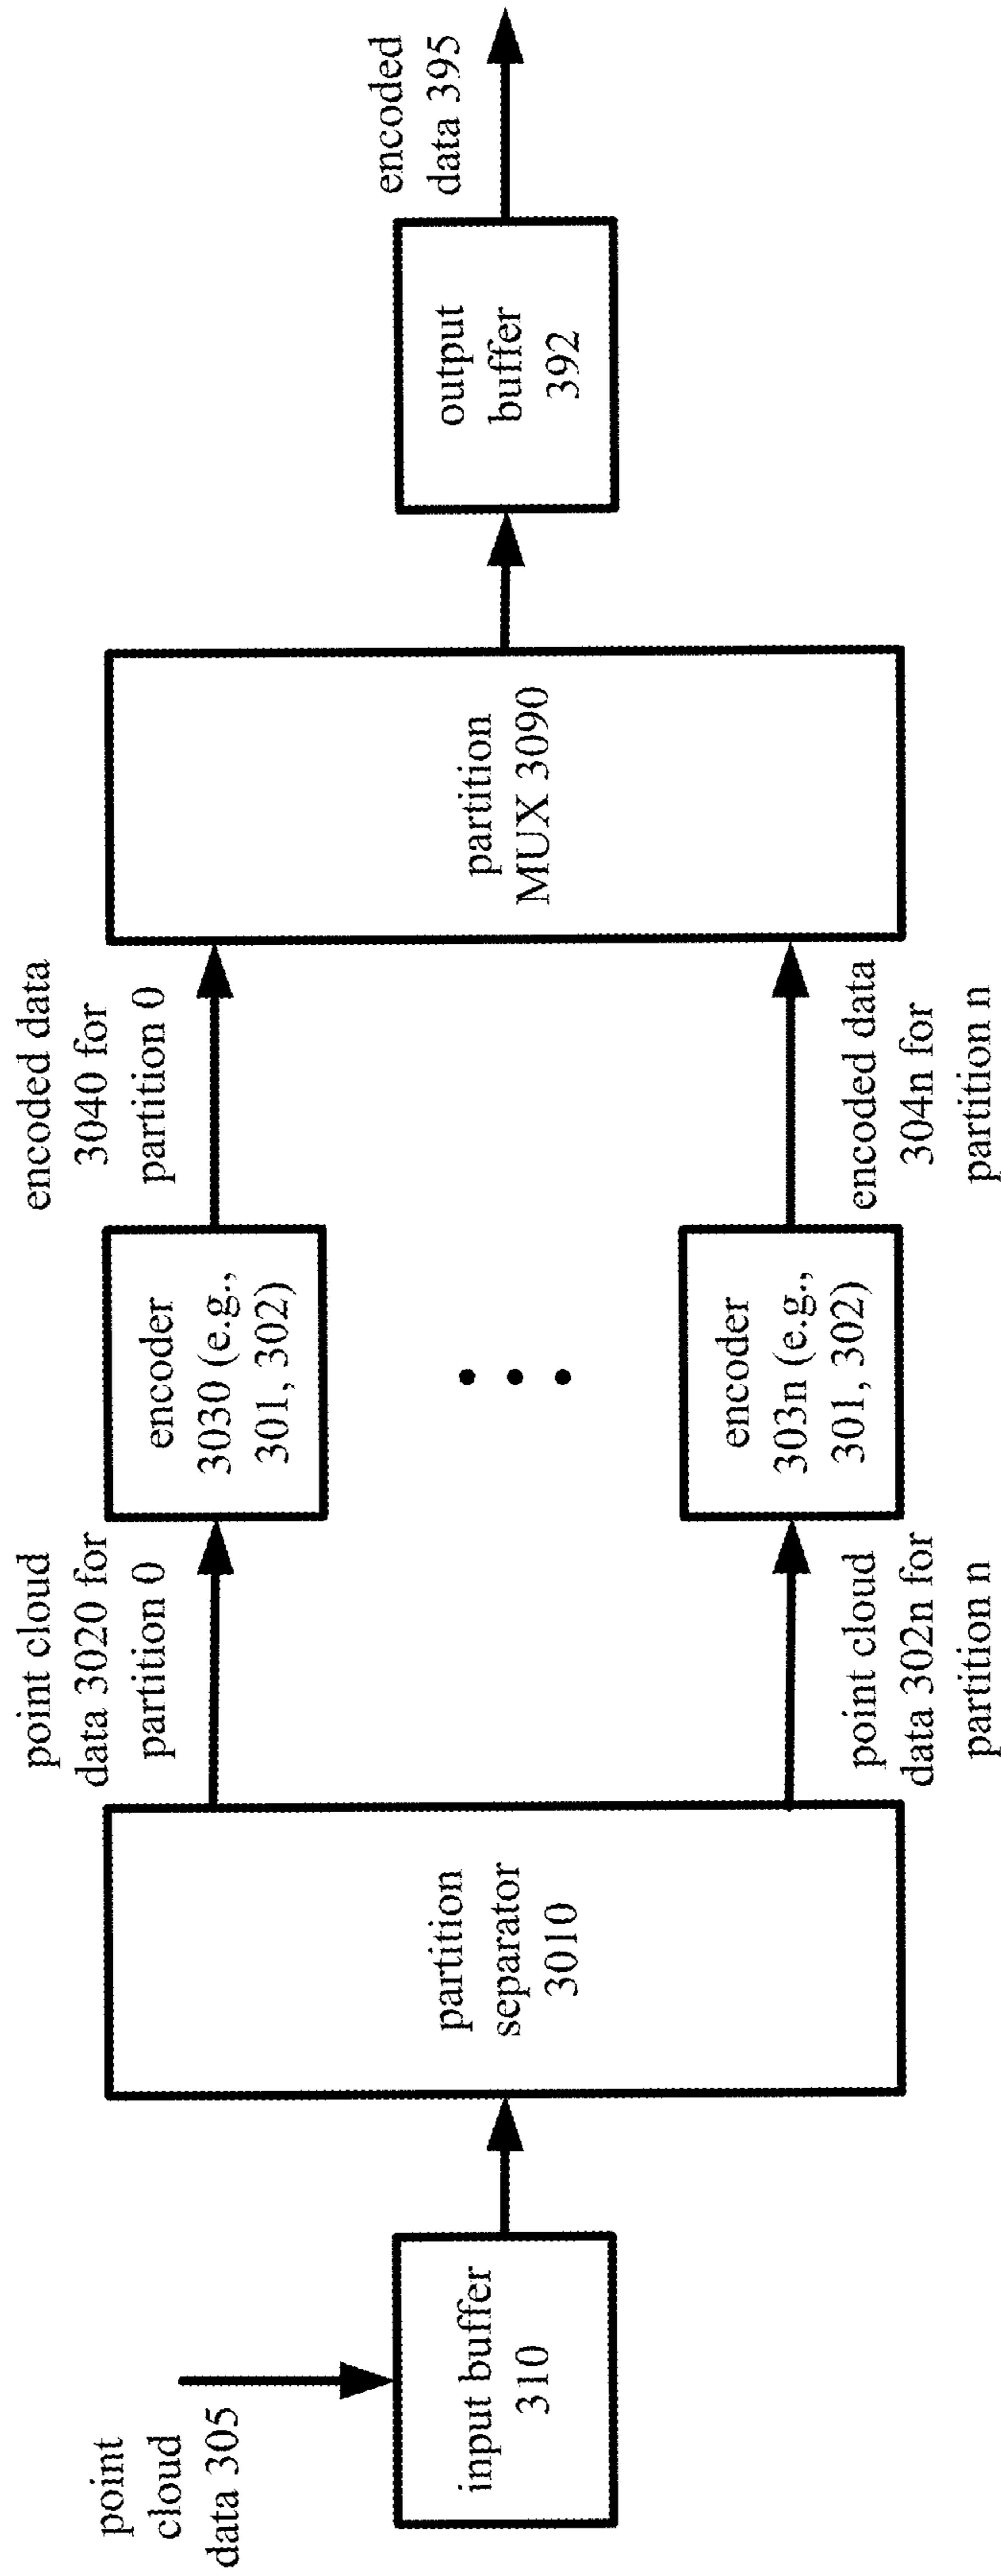 point
cloud
data 305
input buffer
310
partition
separator
3010
point cloud
data 3020 for
partition 0
point cloud
data 302n for
partition n
encoder
3030 (e.g.,
301, 302)
encoder
303n (e.g.,
301, 302)
encoded data
3040 for
partition 0
encoded data
304n for
partition n
partition
MUX 3090
output
buffer
392
encoded
data 395